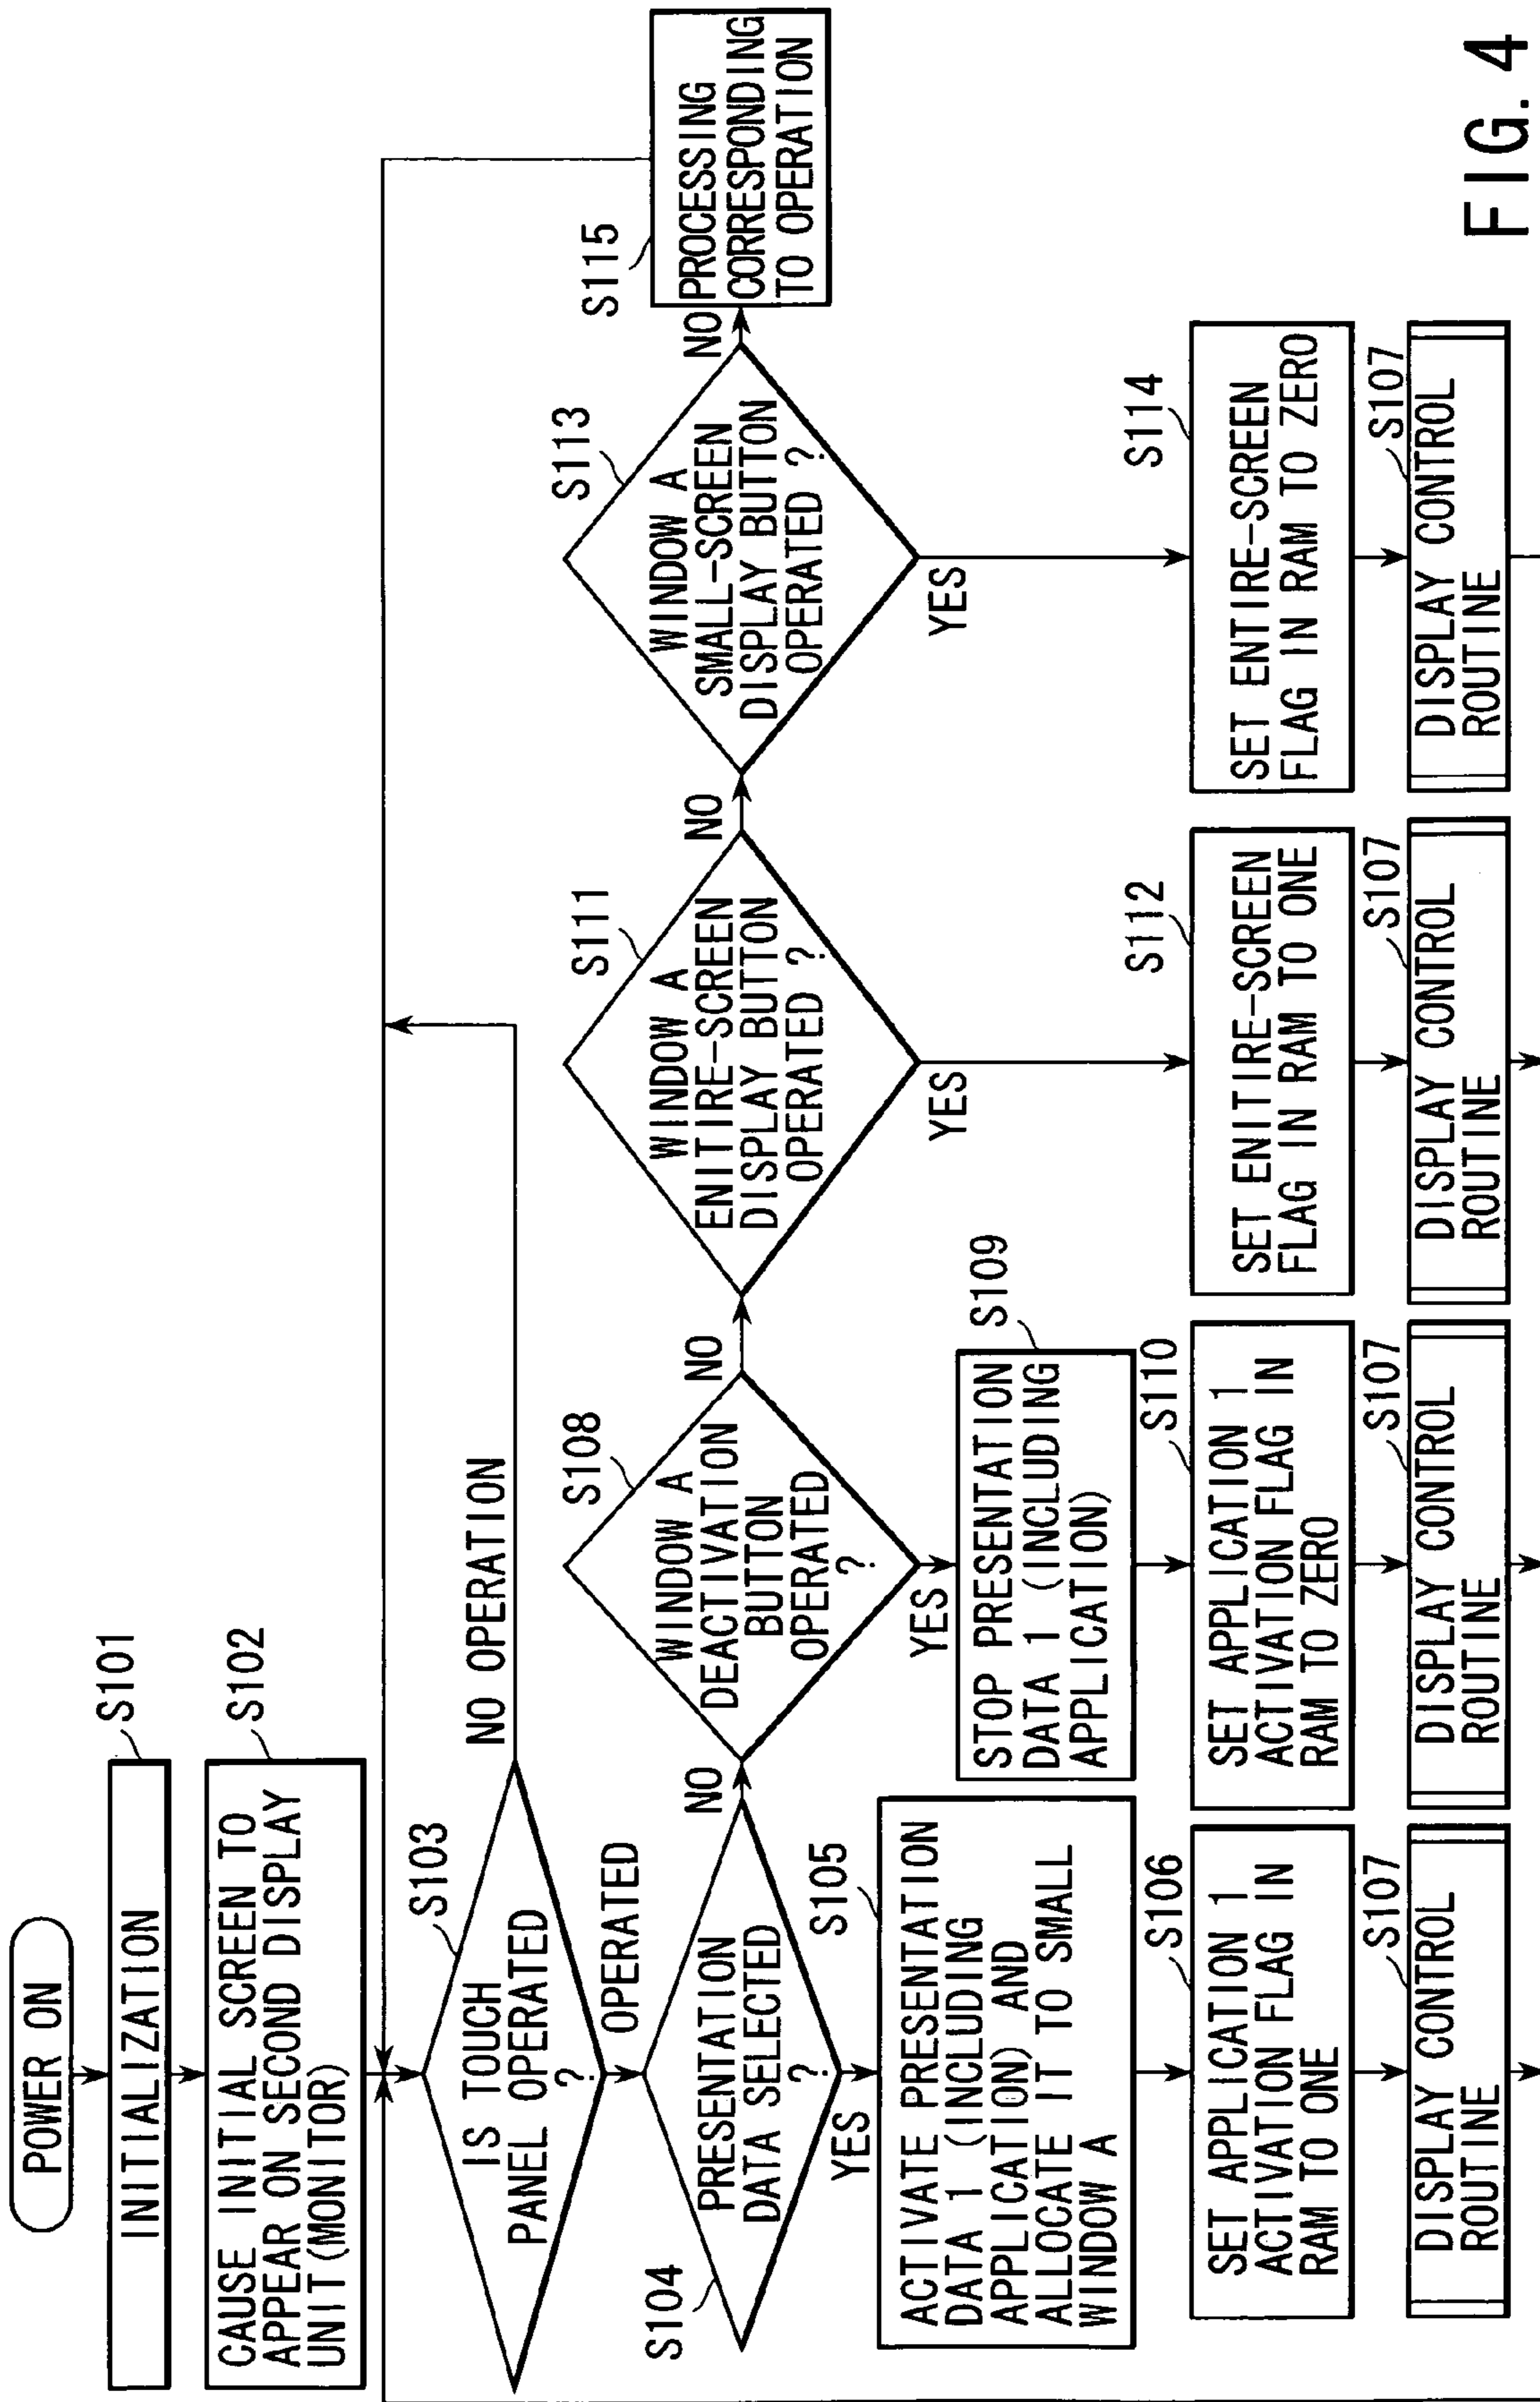 POWER ON
S101
INITIALIZATION
S102
CAUSE INITIAL SCREEN TO
APPEAR ON SECOND DISPLAY
UNIT(MONITOR)
S103
IS TOUCH
PANEL OPERATED
?
NO OPERATION
OPERATED
S104
PRESENTATION
DATA SELECTED
?
NO
YES
S105
ACTIVATE PRESENTATION
DATA 1 (INCLUDING
APPLICATION) AND
ALLOCATE IT TO SMALL
WINDOW A
S106
SET APPLICATION 1
ACTIVATION FLAG IN
RAM TO ONE
S107
DISPLAY CONTROL
ROUTINE
S108
WINDOW A
DEACTIVATION
BUTTON
OPERATED
?
NO
YES
S109
STOP PRESENTATION
DATA 1 (INCLUDING
APPLICATION)
S110
SET APPLICATION 1
ACTIVATION FLAG IN
RAM TO ZERO
S107
DISPLAY CONTROL
ROUTINE
S111
WINDOW A
ENITIRE-SCREEN
DISPLAY BUTTON
OPERATED ?
NO
YES
S112
SET ENITIRE-SCREEN
FLAG IN RAM TO ONE
S107
DISPLAY CONTROL
ROUTINE
S113
WINDOW A
SMALL-SCREEN
DISPLAY BUTTON
OPERATED ?
NO
YES
S114
SET ENTIRE-SCREEN
FLAG IN RAM TO ZERO
S107
DISPLAY CONTROL
ROUTINE
S115
PROCESSING
CORRESPONDING
TO OPERATION
FIG. 4